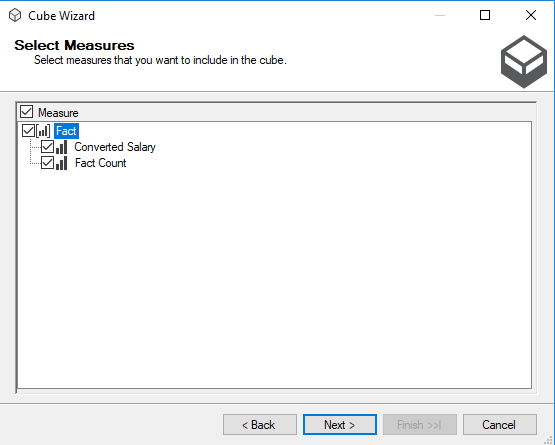 Cube Wizard
Select Measures
Select measures that you want to include in the cube.
Measure
Fact
Converted Salary
Fact Count
< Back
Next >
Finish >>|
Cancel